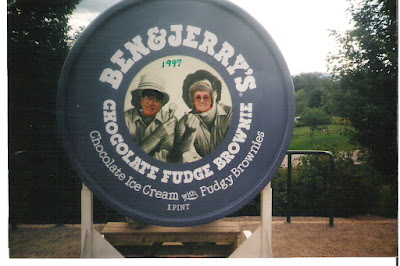 BEN&JERRY'S
1997
CHOCOLATE FUDGE BROWNIE
Chocolate Ice Cream with Fudgy Brownies
1 PINT